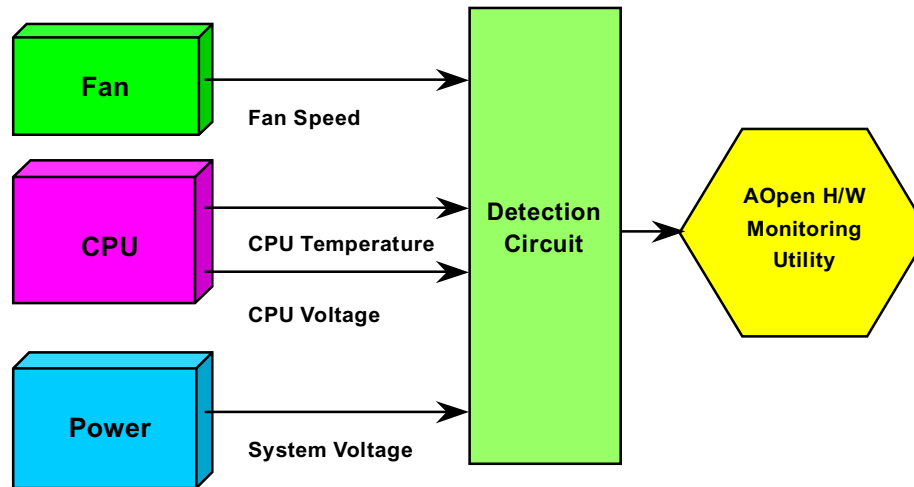 Fan
Fan Speed
CPU
CPU Temperature
CPU Voltage
Power
System Voltage
Detection
Circuit
AOpen H/W
Monitoring
Utility